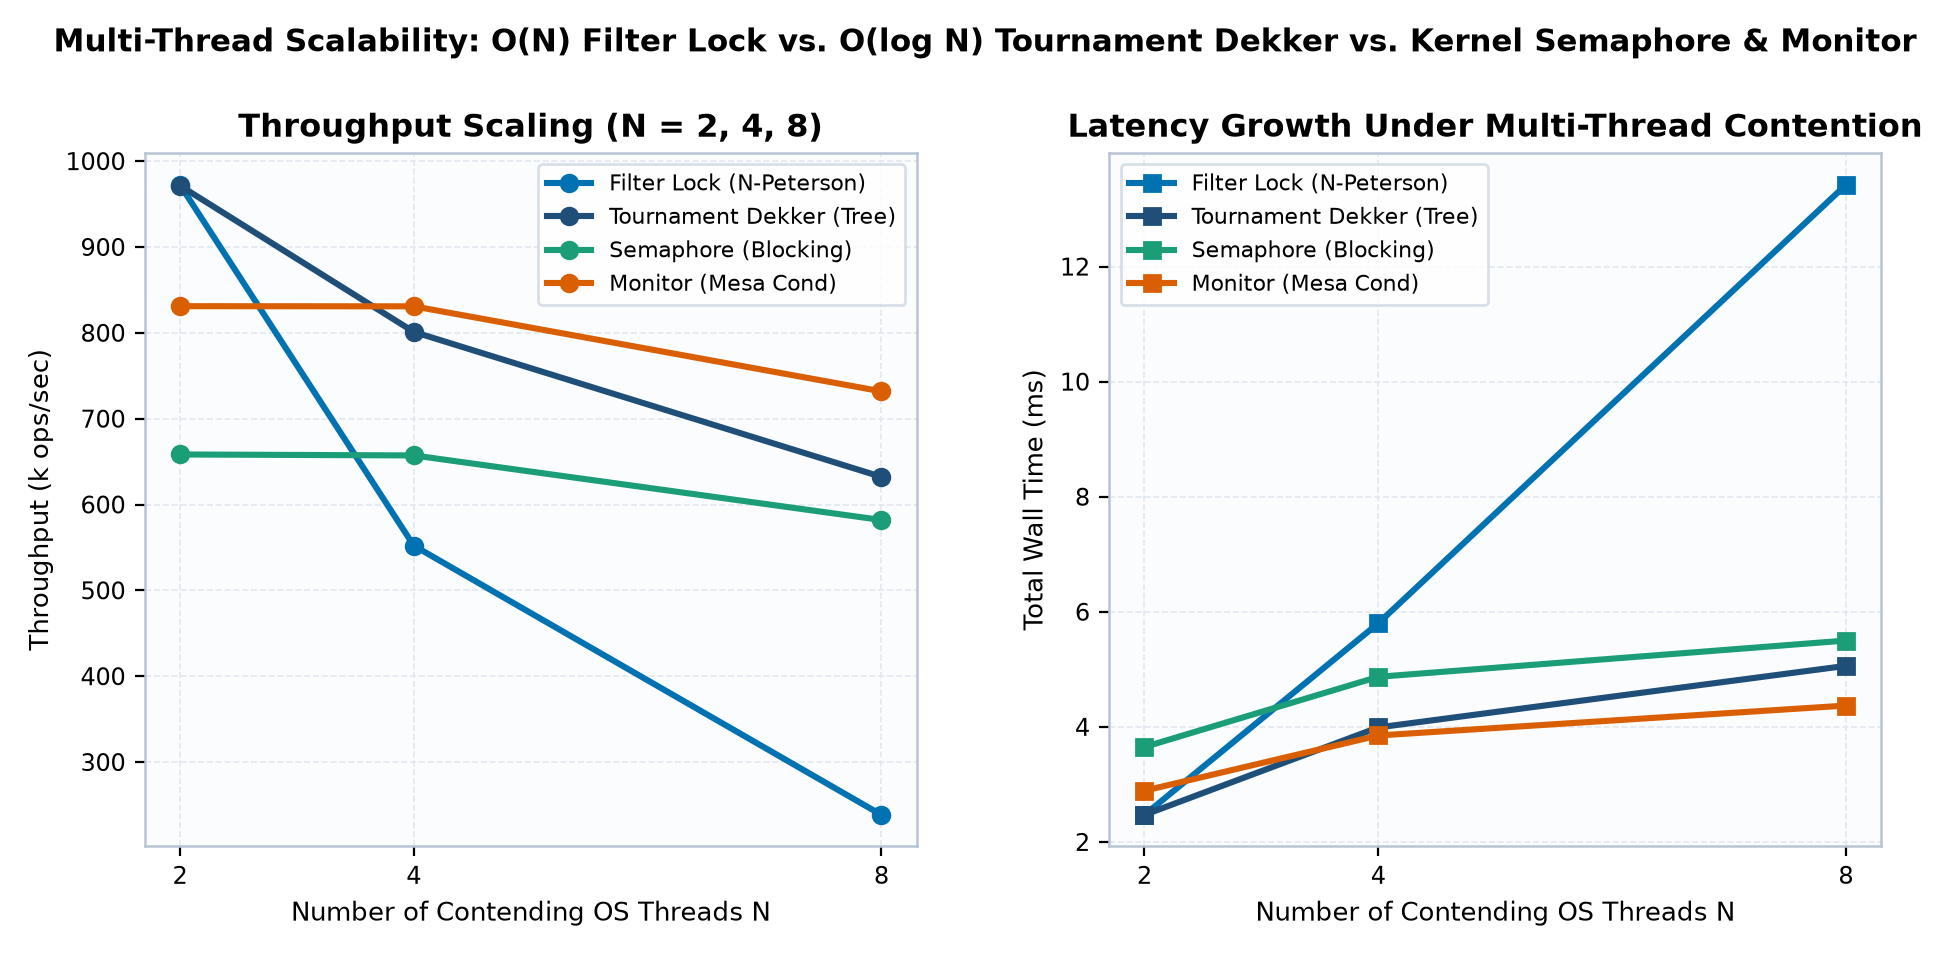 Multi-Thread Scalability: O(N) Filter Lock vs. O(log N) Tournament Dekker vs. Kernel Semaphore & Monitor
Throughput Scaling (N = 2, 4, 8)
Throughput (k ops/sec)
1000
900
800
700
600
500
400
300
Filter Lock (N-Peterson)
Tournament Dekker (Tree)
Semaphore (Blocking)
Monitor (Mesa Cond)
2
4
8
Number of Contending OS Threads N
Latency Growth Under Multi-Thread Contention
Total Wall Time (ms)
12
10
8
6
4
2
Filter Lock (N-Peterson)
Tournament Dekker (Tree)
Semaphore (Blocking)
Monitor (Mesa Cond)
2
4
8
Number of Contending OS Threads N